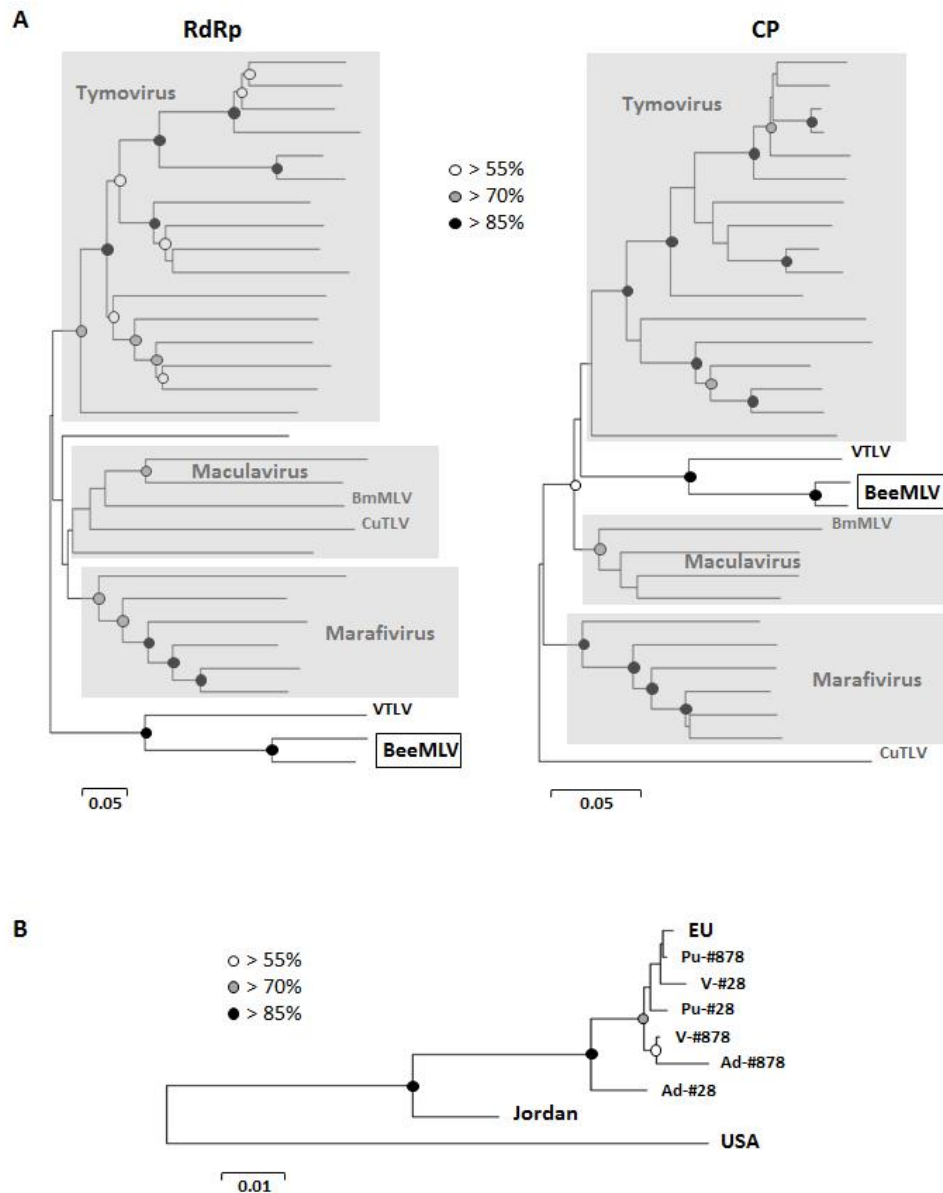 A
RdRp
CP
Tymovirus
Tymovirus
> 55%
> 70%
> 85%
Maculavirus
BmMLV
CuTLV
VTLV
BeeMLV
BmMLV
Maculavirus
Marafivirus
Marafivirus
VTLV
BeeMLV
CuTLV
0.05
0.05
B
> 55%
> 70%
> 85%
EU
Pu-#878
V-#28
Pu-#28
V-#878
Ad-#878
Ad-#28
Jordan
USA
0.01